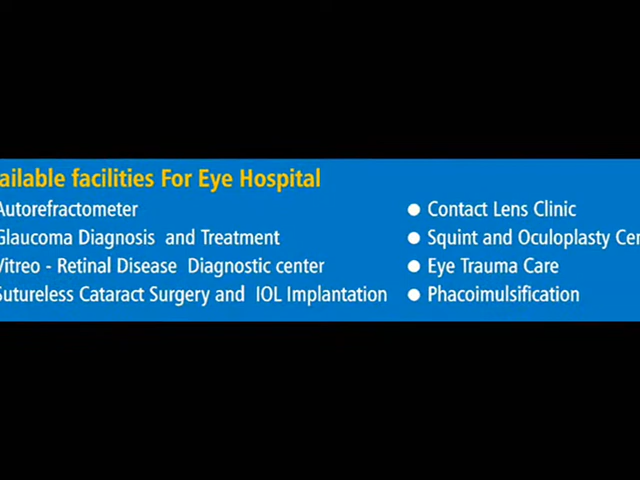 ailable facilities For Eye Hospital
Autorefractometer
Glaucoma Diagnosis and Treatment
Vitreo - Retinal Disease Diagnostic center
Sutureless Cataract Surgery and IOL Implantation
Contact Lens Clinic
Squint and Oculoplasty Cen
Eye Trauma Care
Phacoimulsification